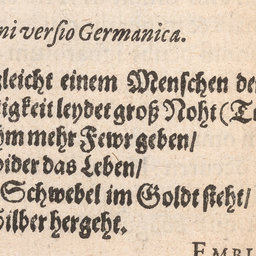 ni versio Germanica.
gleicht einem Menschen de
igkeit leydet groß Noht (T
hm mehr Fewr geben/
ider das Leben/
Schwebel im Goldt steht/
Silber hergeht.
EMBL